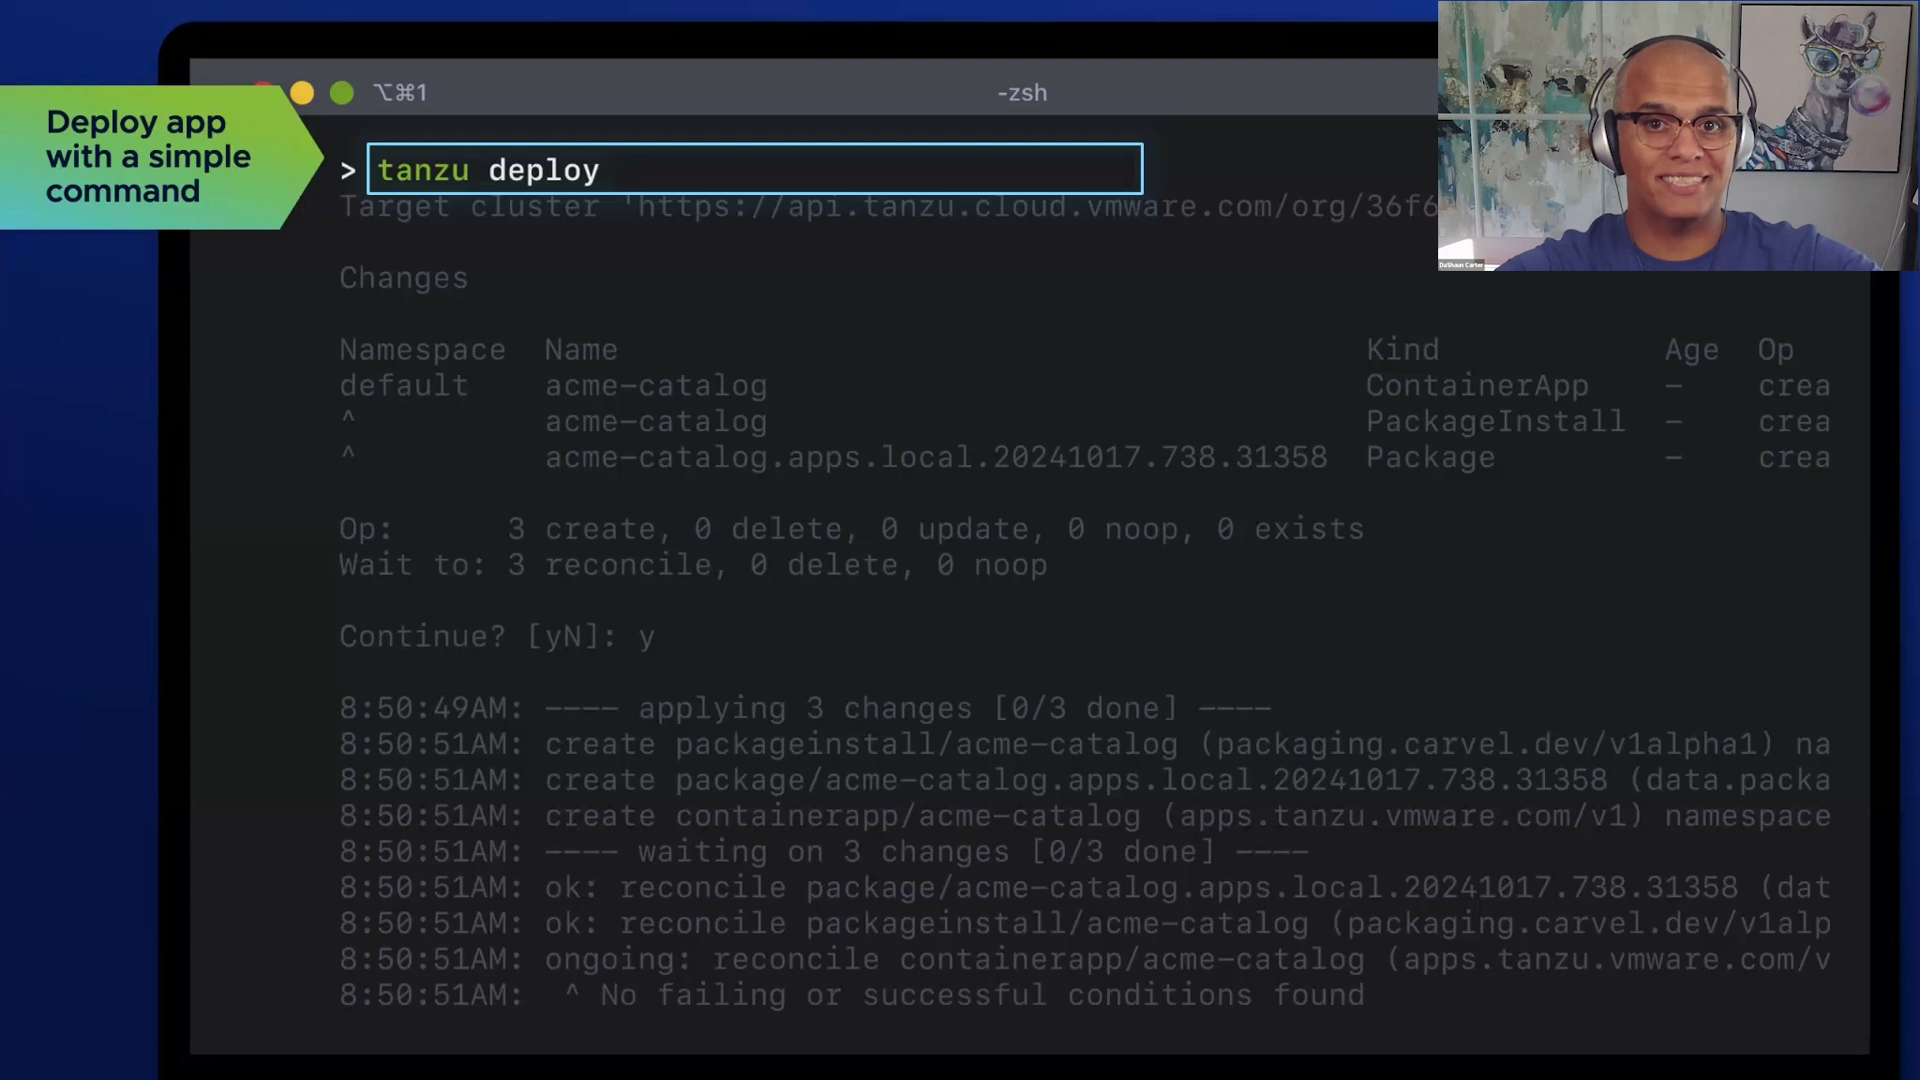 Deploy app
with a simple
command
⌥⌘1
-zsh
> tanzu deploy
Target cluster 'https://api.tanzu.cloud.vmware.com/org/36f6
Changes
Namespace Name Kind Age Op
default acme-catalog ContainerApp – crea
^ acme-catalog PackageInstall – crea
^ acme-catalog.apps.local.20241017.738.31358 Package – crea
Op: 3 create, 0 delete, 0 update, 0 noop, 0 exists
Wait to: 3 reconcile, 0 delete, 0 noop
Continue? [yN]: y
8:50:49AM: ---- applying 3 changes [0/3 done] ----
8:50:51AM: create packageinstall/acme-catalog (packaging.carvel.dev/v1alpha1) na
8:50:51AM: create package/acme-catalog.apps.local.20241017.738.31358 (data.packa
8:50:51AM: create containerapp/acme-catalog (apps.tanzu.vmware.com/v1) namespace
8:50:51AM: ---- waiting on 3 changes [0/3 done] ----
8:50:51AM: ok: reconcile package/acme-catalog.apps.local.20241017.738.31358 (dat
8:50:51AM: ok: reconcile packageinstall/acme-catalog (packaging.carvel.dev/v1alp
8:50:51AM: ongoing: reconcile containerapp/acme-catalog (apps.tanzu.vmware.com/v
8:50:51AM: ^ No failing or successful conditions found
DaShaun Carter